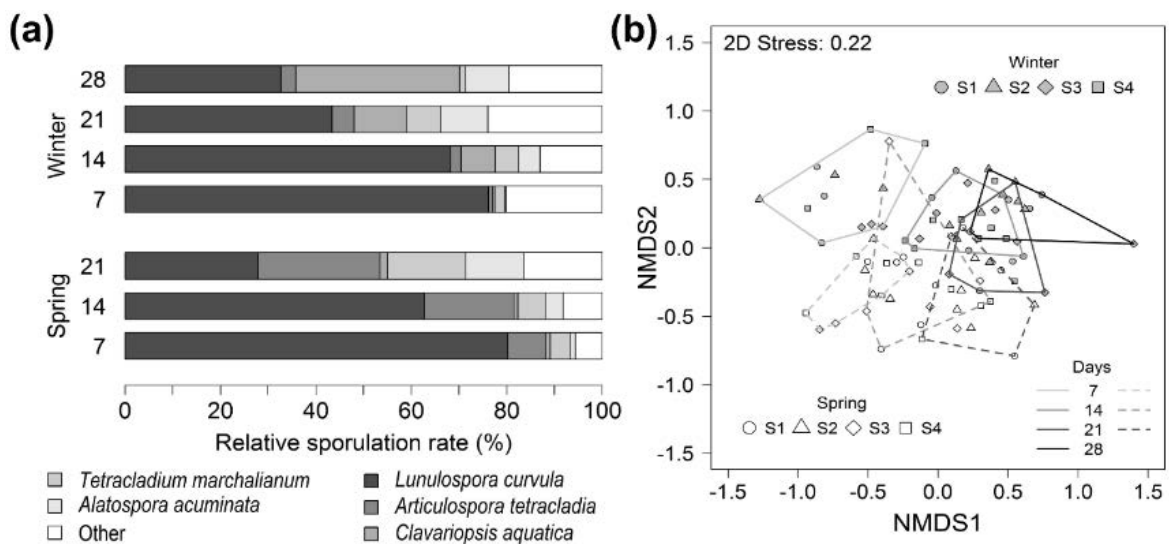 (a)
Winter
28
21
14
7
Spring
21
14
7
0 20 40 60 80 100
Relative sporulation rate (%)
Tetracladium marchalianum
Alatospora acuminata
Other
Lunulospora curvula
Articulospora tetracladia
Clavariopsis aquatica
(b)
2D Stress: 0.22
Winter
S1 S2 S3 S4
NMDS2
1.5
1.0
0.5
0.0
-0.5
-1.0
-1.5
Spring
S1 S2 S3 S4
Days
7
14
21
28
-1.5 -1.0 -0.5 0.0 0.5 1.0 1.5
NMDS1